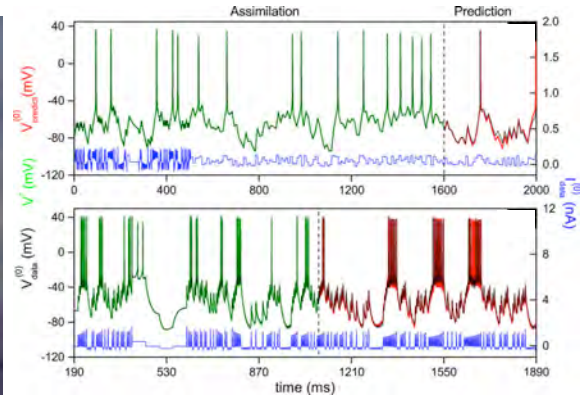 Assimilation Prediction
40 2.0
0 1.5
-40 1.0
-80 0.5
-120 0.0
0 400 800 1200 1600 2000
V(0)predict (mV)
V* (mV)
V(0)data (mV)
I(0)data (nA)
40 12
0 8
-40 4
-80 0
-120
190 530 870 1210 1550 1890
time (ms)